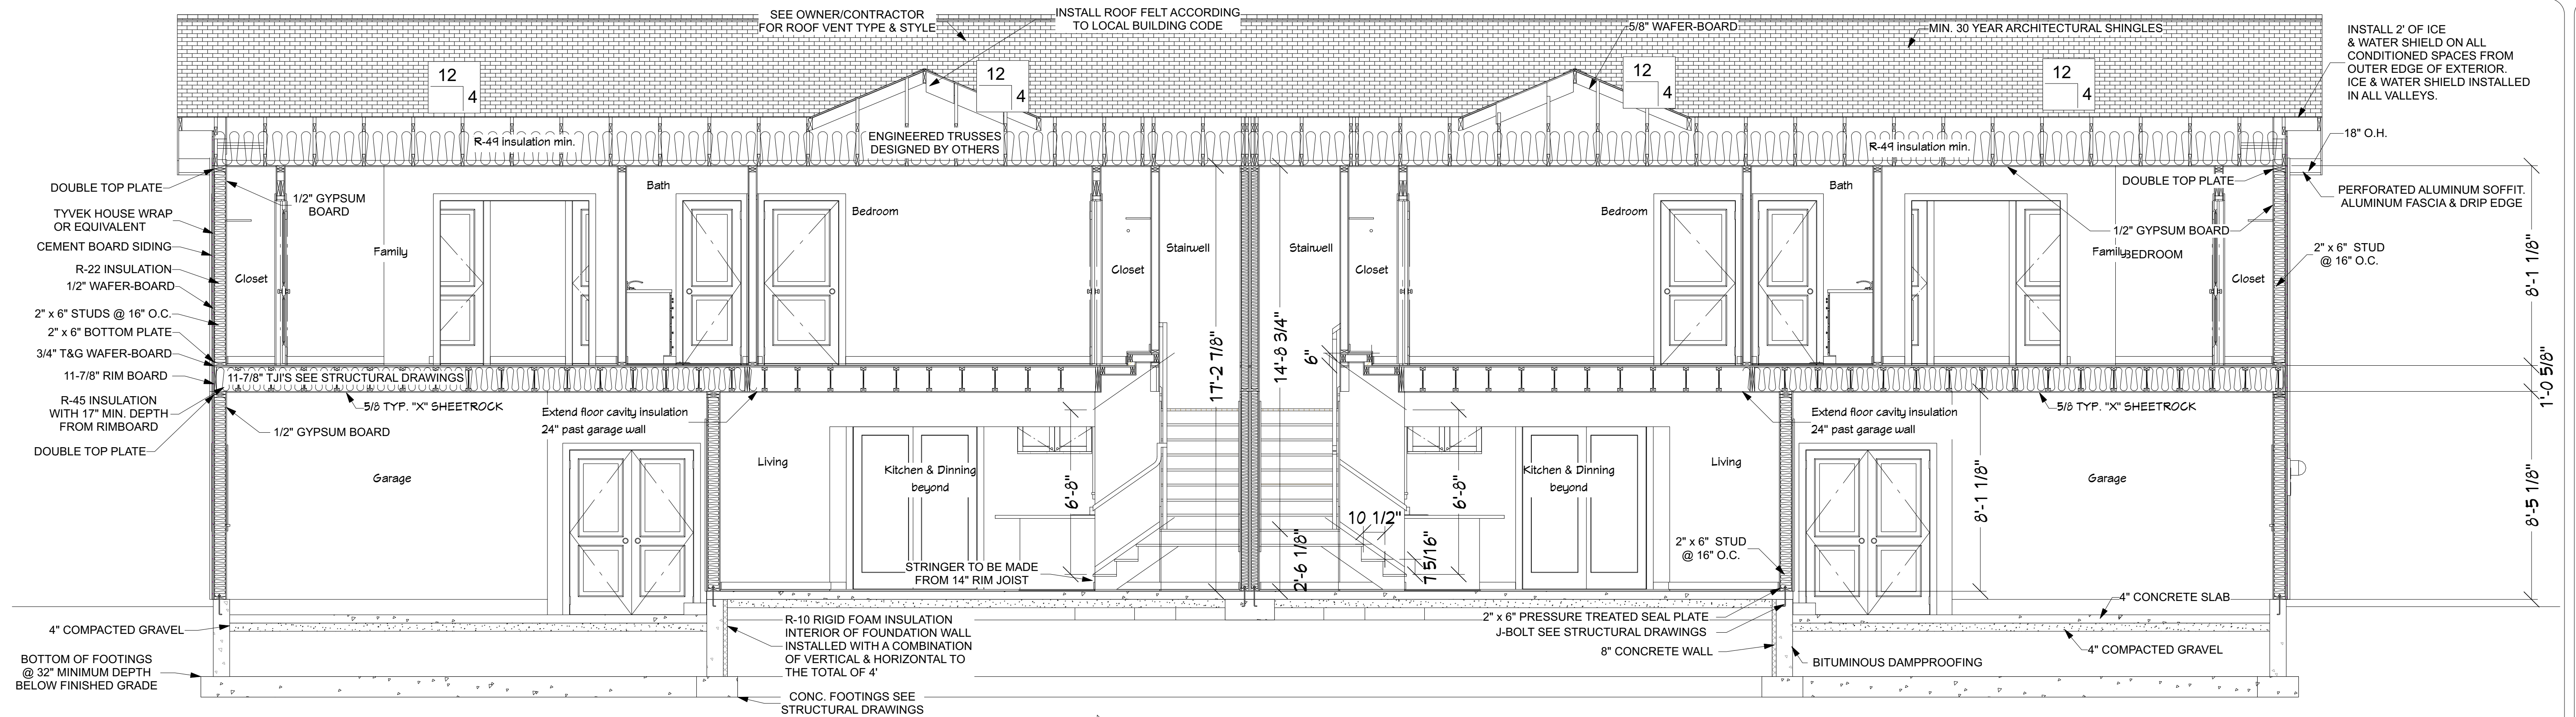 SEE OWNER/CONTRACTOR
FOR ROOF VENT TYPE & STYLE
INSTALL ROOF FELT ACCORDING
TO LOCAL BUILDING CODE
5/8" WAFER-BOARD
MIN. 30 YEAR ARCHITECTURAL SHINGLES
INSTALL 2' OF ICE
& WATER SHIELD ON ALL
CONDITIONED SPACES FROM
OUTER EDGE OF EXTERIOR.
ICE & WATER SHIELD INSTALLED
IN ALL VALLEYS.
12
4
12
4
12
4
12
4
R-49 insulation min.
ENGINEERED TRUSSES
DESIGNED BY OTHERS
R-49 insulation min.
18" O.H.
PERFORATED ALUMINUM SOFFIT.
ALUMINUM FASCIA & DRIP EDGE
DOUBLE TOP PLATE
TYVEK HOUSE WRAP
OR EQUIVALENT
CEMENT BOARD SIDING
R-22 INSULATION
1/2" WAFER-BOARD
2" x 6" STUDS @ 16" O.C.
2" x 6" BOTTOM PLATE
3/4" T&G WAFER-BOARD
11-7/8" RIM BOARD
R-45 INSULATION
WITH 17" MIN. DEPTH
FROM RIMBOARD
DOUBLE TOP PLATE
1/2" GYPSUM
BOARD
Closet
Family
Bath
Bedroom
Closet
Stairwell
17'-2 7/8"
14'-8 3/4"
6"
Stairwell
Closet
Bedroom
Bath
DOUBLE TOP PLATE
1/2" GYPSUM BOARD
Family
BEDROOM
Closet
2" x 6" STUD
@ 16" O.C.
8'-1 1/8"
1'-0 5/8"
8'-5 1/8"
11-7/8" TJI'S SEE STRUCTURAL DRAWINGS
5/8 TYP. "X" SHEETROCK
1/2" GYPSUM BOARD
Extend floor cavity insulation
24" past garage wall
Garage
Living
Kitchen & Dinning
beyond
6'-8"
STRINGER TO BE MADE
FROM 14" RIM JOIST
2'-6 1/8"
10 1/2"
7 5/16"
6'-8"
Kitchen & Dinning
beyond
Living
2" x 6" STUD
@ 16" O.C.
Extend floor cavity insulation
24" past garage wall
5/8 TYP. "X" SHEETROCK
8'-1 1/8"
Garage
4" CONCRETE SLAB
4" COMPACTED GRAVEL
BOTTOM OF FOOTINGS
@ 32" MINIMUM DEPTH
BELOW FINISHED GRADE
R-10 RIGID FOAM INSULATION
INTERIOR OF FOUNDATION WALL
INSTALLED WITH A COMBINATION
OF VERTICAL & HORIZONTAL TO
THE TOTAL OF 4'
CONC. FOOTINGS SEE
STRUCTURAL DRAWINGS
2" x 6" PRESSURE TREATED SEAL PLATE
J-BOLT SEE STRUCTURAL DRAWINGS
8" CONCRETE WALL
BITUMINOUS DAMPPROOFING
4" COMPACTED GRAVEL